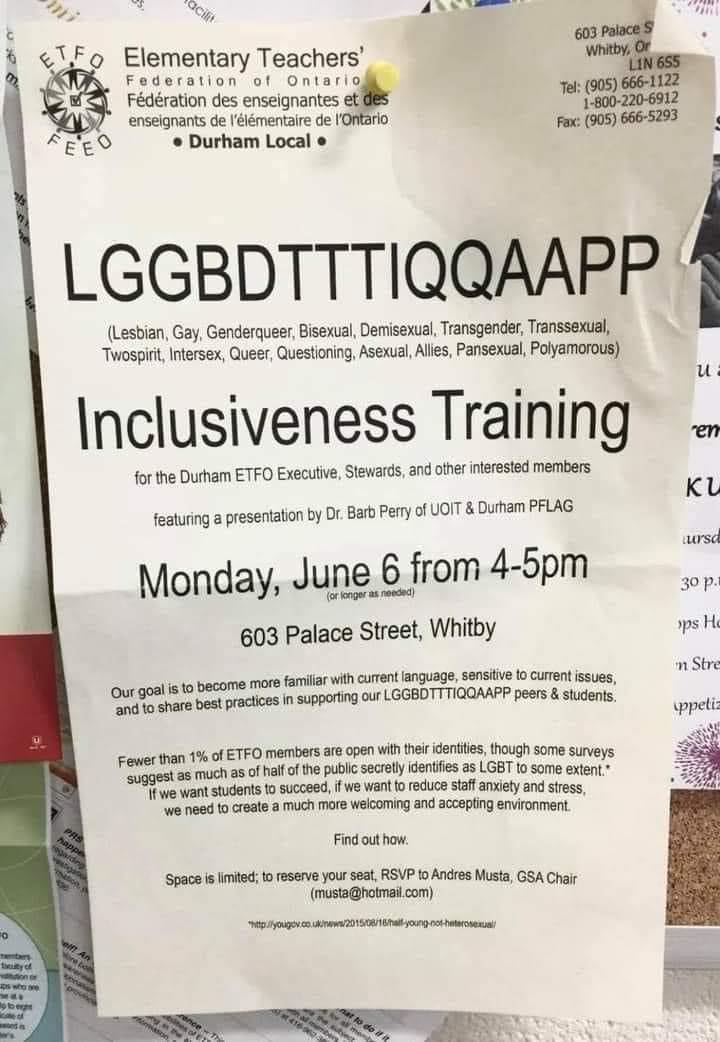 ETFO
FEEO
Elementary Teachers'
Federation of Ontario
Fédération des enseignantes et des
enseignants de l'élémentaire de l'Ontario
• Durham Local •
603 Palace S
Whitby, On
L1N 6S5
Tel: (905) 666-1122
1-800-220-6912
Fax: (905) 666-5293
LGGBDTTTIQQAAPP
(Lesbian, Gay, Genderqueer, Bisexual, Demisexual, Transgender, Transsexual,
Twospirit, Intersex, Queer, Questioning, Asexual, Allies, Pansexual, Polyamorous)
Inclusiveness Training
for the Durham ETFO Executive, Stewards, and other interested members
featuring a presentation by Dr. Barb Perry of UOIT & Durham PFLAG
Monday, June 6 from 4-5pm
(or longer as needed)
603 Palace Street, Whitby
Our goal is to become more familiar with current language, sensitive to current issues,
and to share best practices in supporting our LGGBDTTTIQQAAPP peers & students.
Fewer than 1% of ETFO members are open with their identities, though some surveys
suggest as much as of half of the public secretly identifies as LGBT to some extent.*
If we want students to succeed, if we want to reduce staff anxiety and stress,
we need to create a much more welcoming and accepting environment.
Find out how.
Space is limited; to reserve your seat, RSVP to Andres Musta, GSA Chair
(musta@hotmail.com)
*http://yougov.co.uk/news/2015/08/16/half-young-not-heterosexual/
30 p.